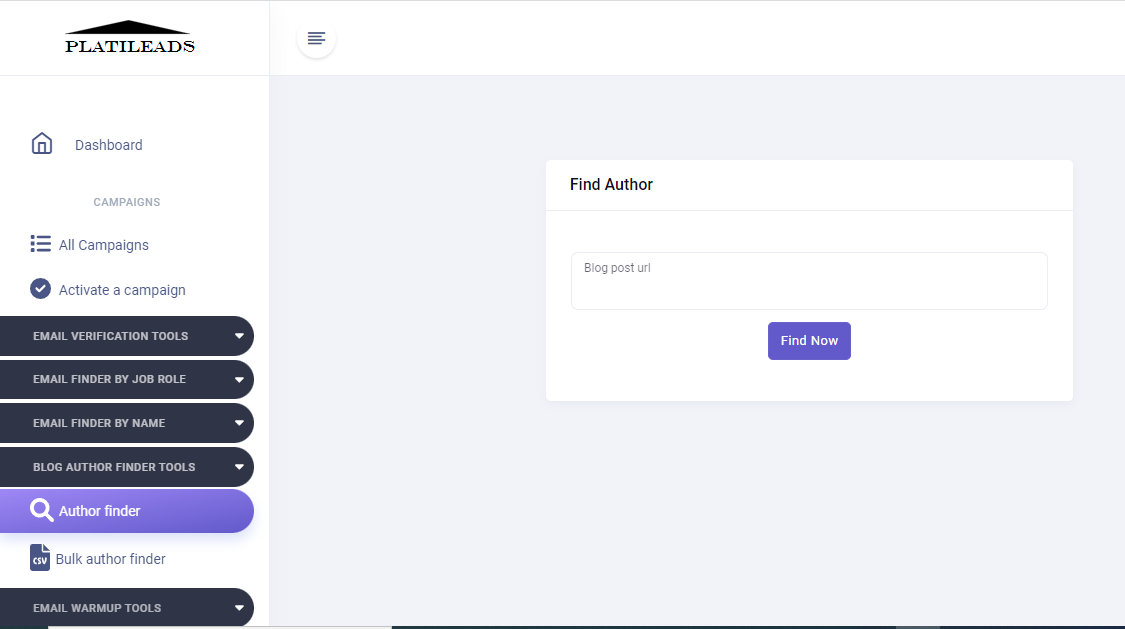 PLATILEADS
Dashboard
CAMPAIGNS
All Campaigns
Activate a campaign
EMAIL VERIFICATION TOOLS
EMAIL FINDER BY JOB ROLE
EMAIL FINDER BY NAME
BLOG AUTHOR FINDER TOOLS
Author finder
CSV Bulk author finder
EMAIL WARMUP TOOLS
Find Author
Blog post url
Find Now